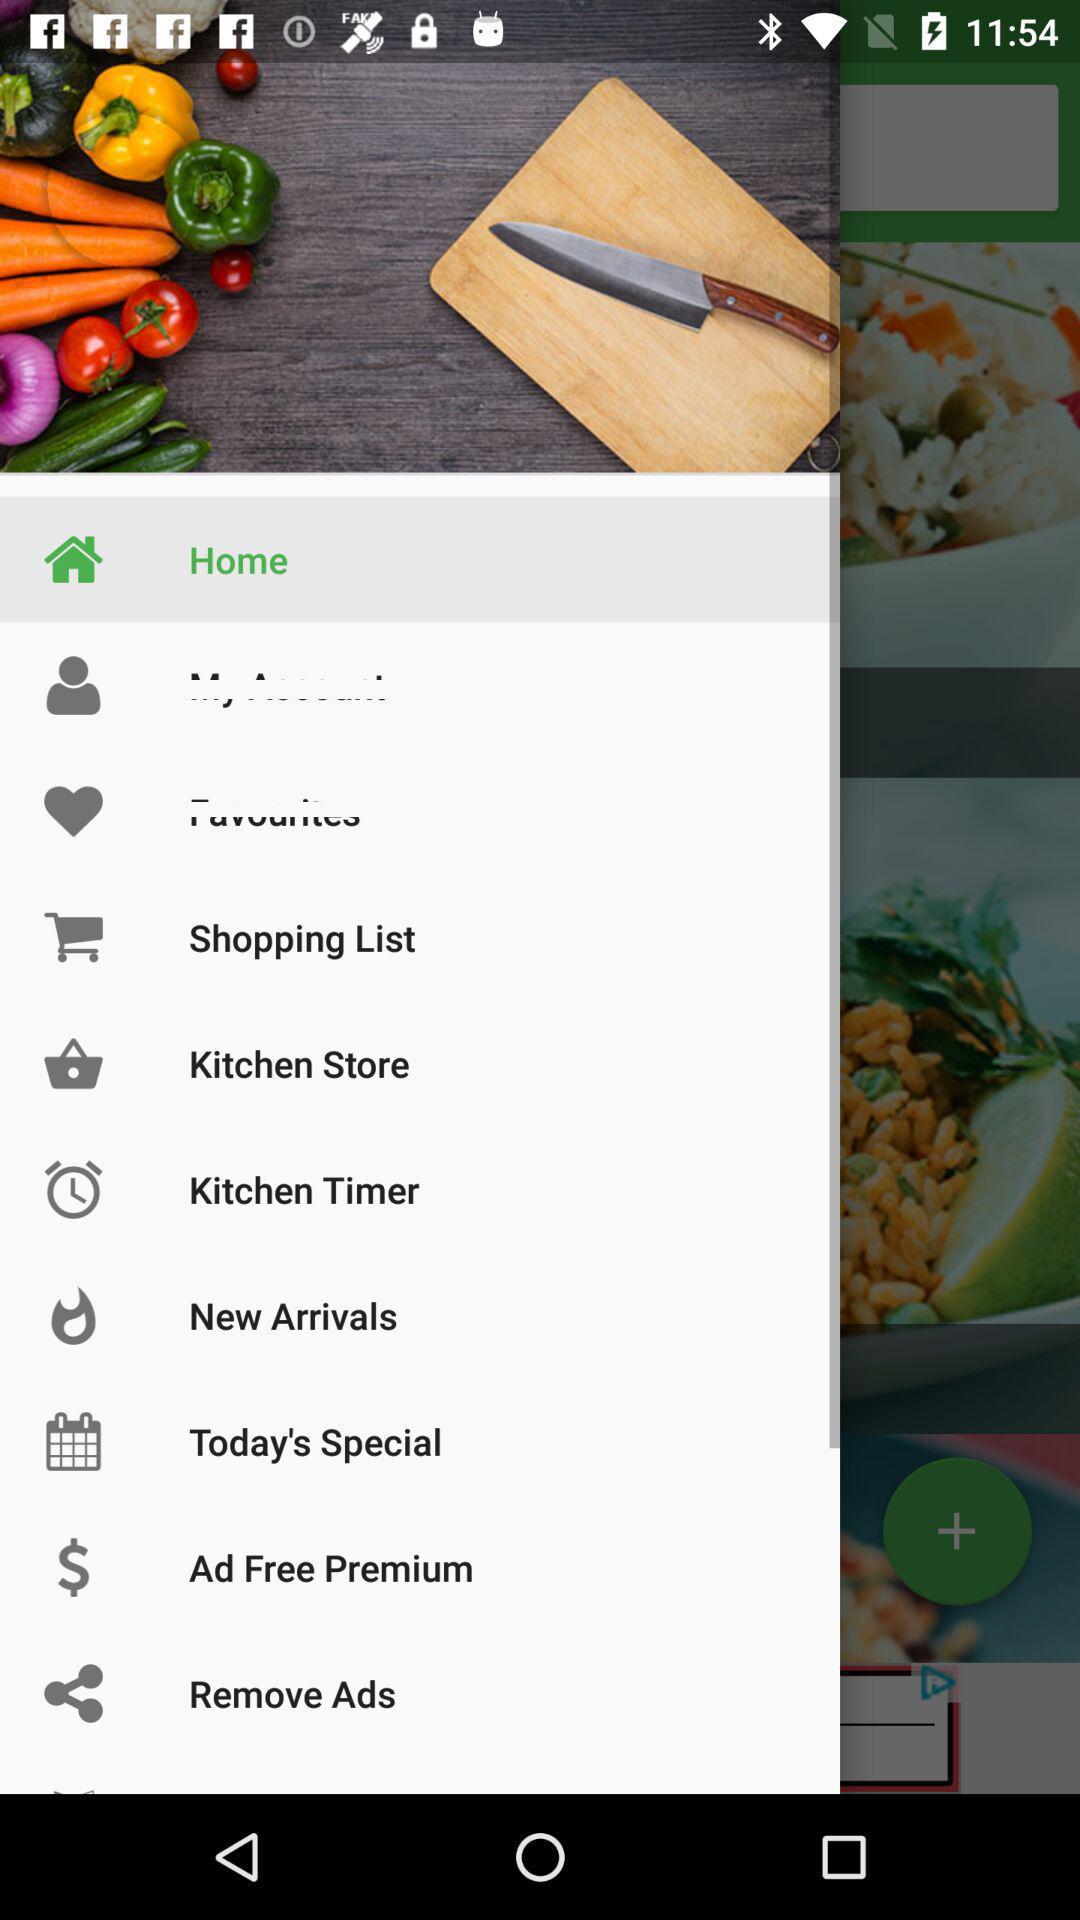 FAKE
11:54
Home
My Account
Favourites
Shopping List
Kitchen Store
Kitchen Timer
New Arrivals
Today's Special
Ad Free Premium
Remove Ads